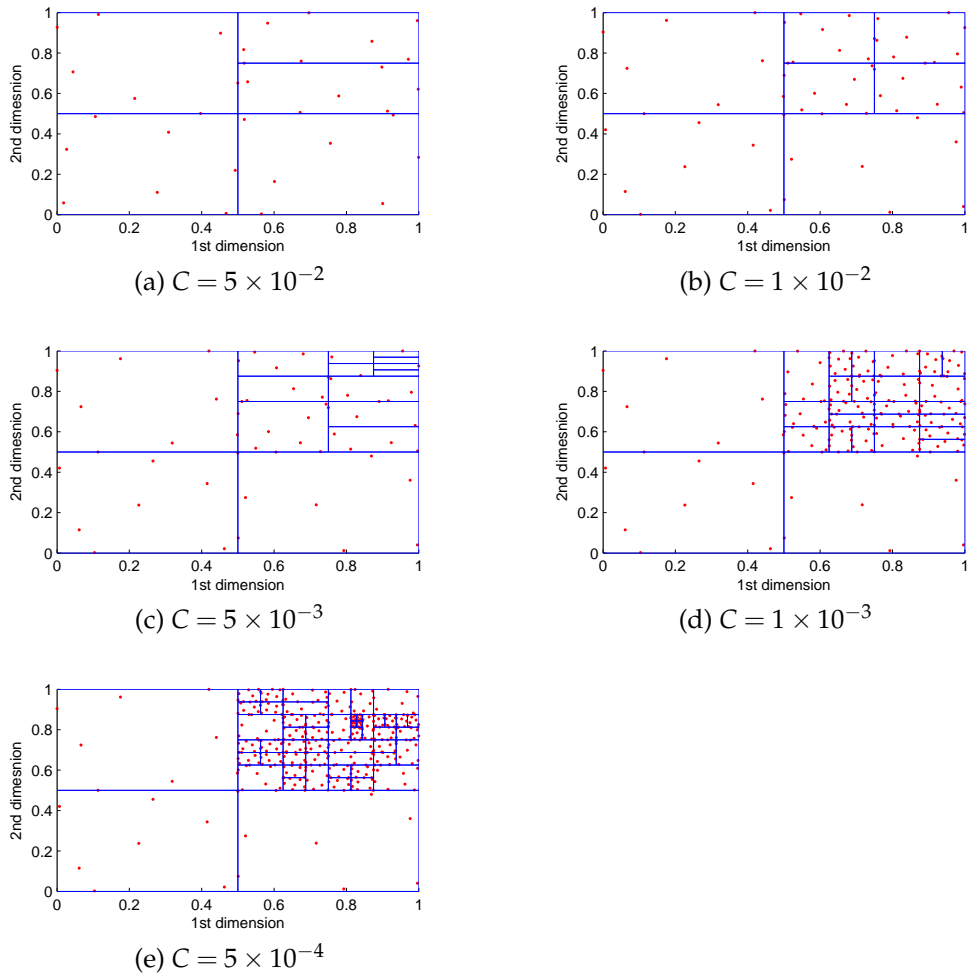 1
0.8
0.6
0.4
0.2
0
0 0.2 0.4 0.6 0.8 1
2nd dimesnion
1st dimension
(a) C = 5 × 10⁻²
1
0.8
0.6
0.4
0.2
0
0 0.2 0.4 0.6 0.8 1
2nd dimesnion
1st dimension
(b) C = 1 × 10⁻²
1
0.8
0.6
0.4
0.2
0
0 0.2 0.4 0.6 0.8 1
2nd dimesnion
1st dimension
(c) C = 5 × 10⁻³
1
0.8
0.6
0.4
0.2
0
0 0.2 0.4 0.6 0.8 1
2nd dimesnion
1st dimension
(d) C = 1 × 10⁻³
1
0.8
0.6
0.4
0.2
0
0 0.2 0.4 0.6 0.8 1
2nd dimesnion
1st dimension
(e) C = 5 × 10⁻⁴